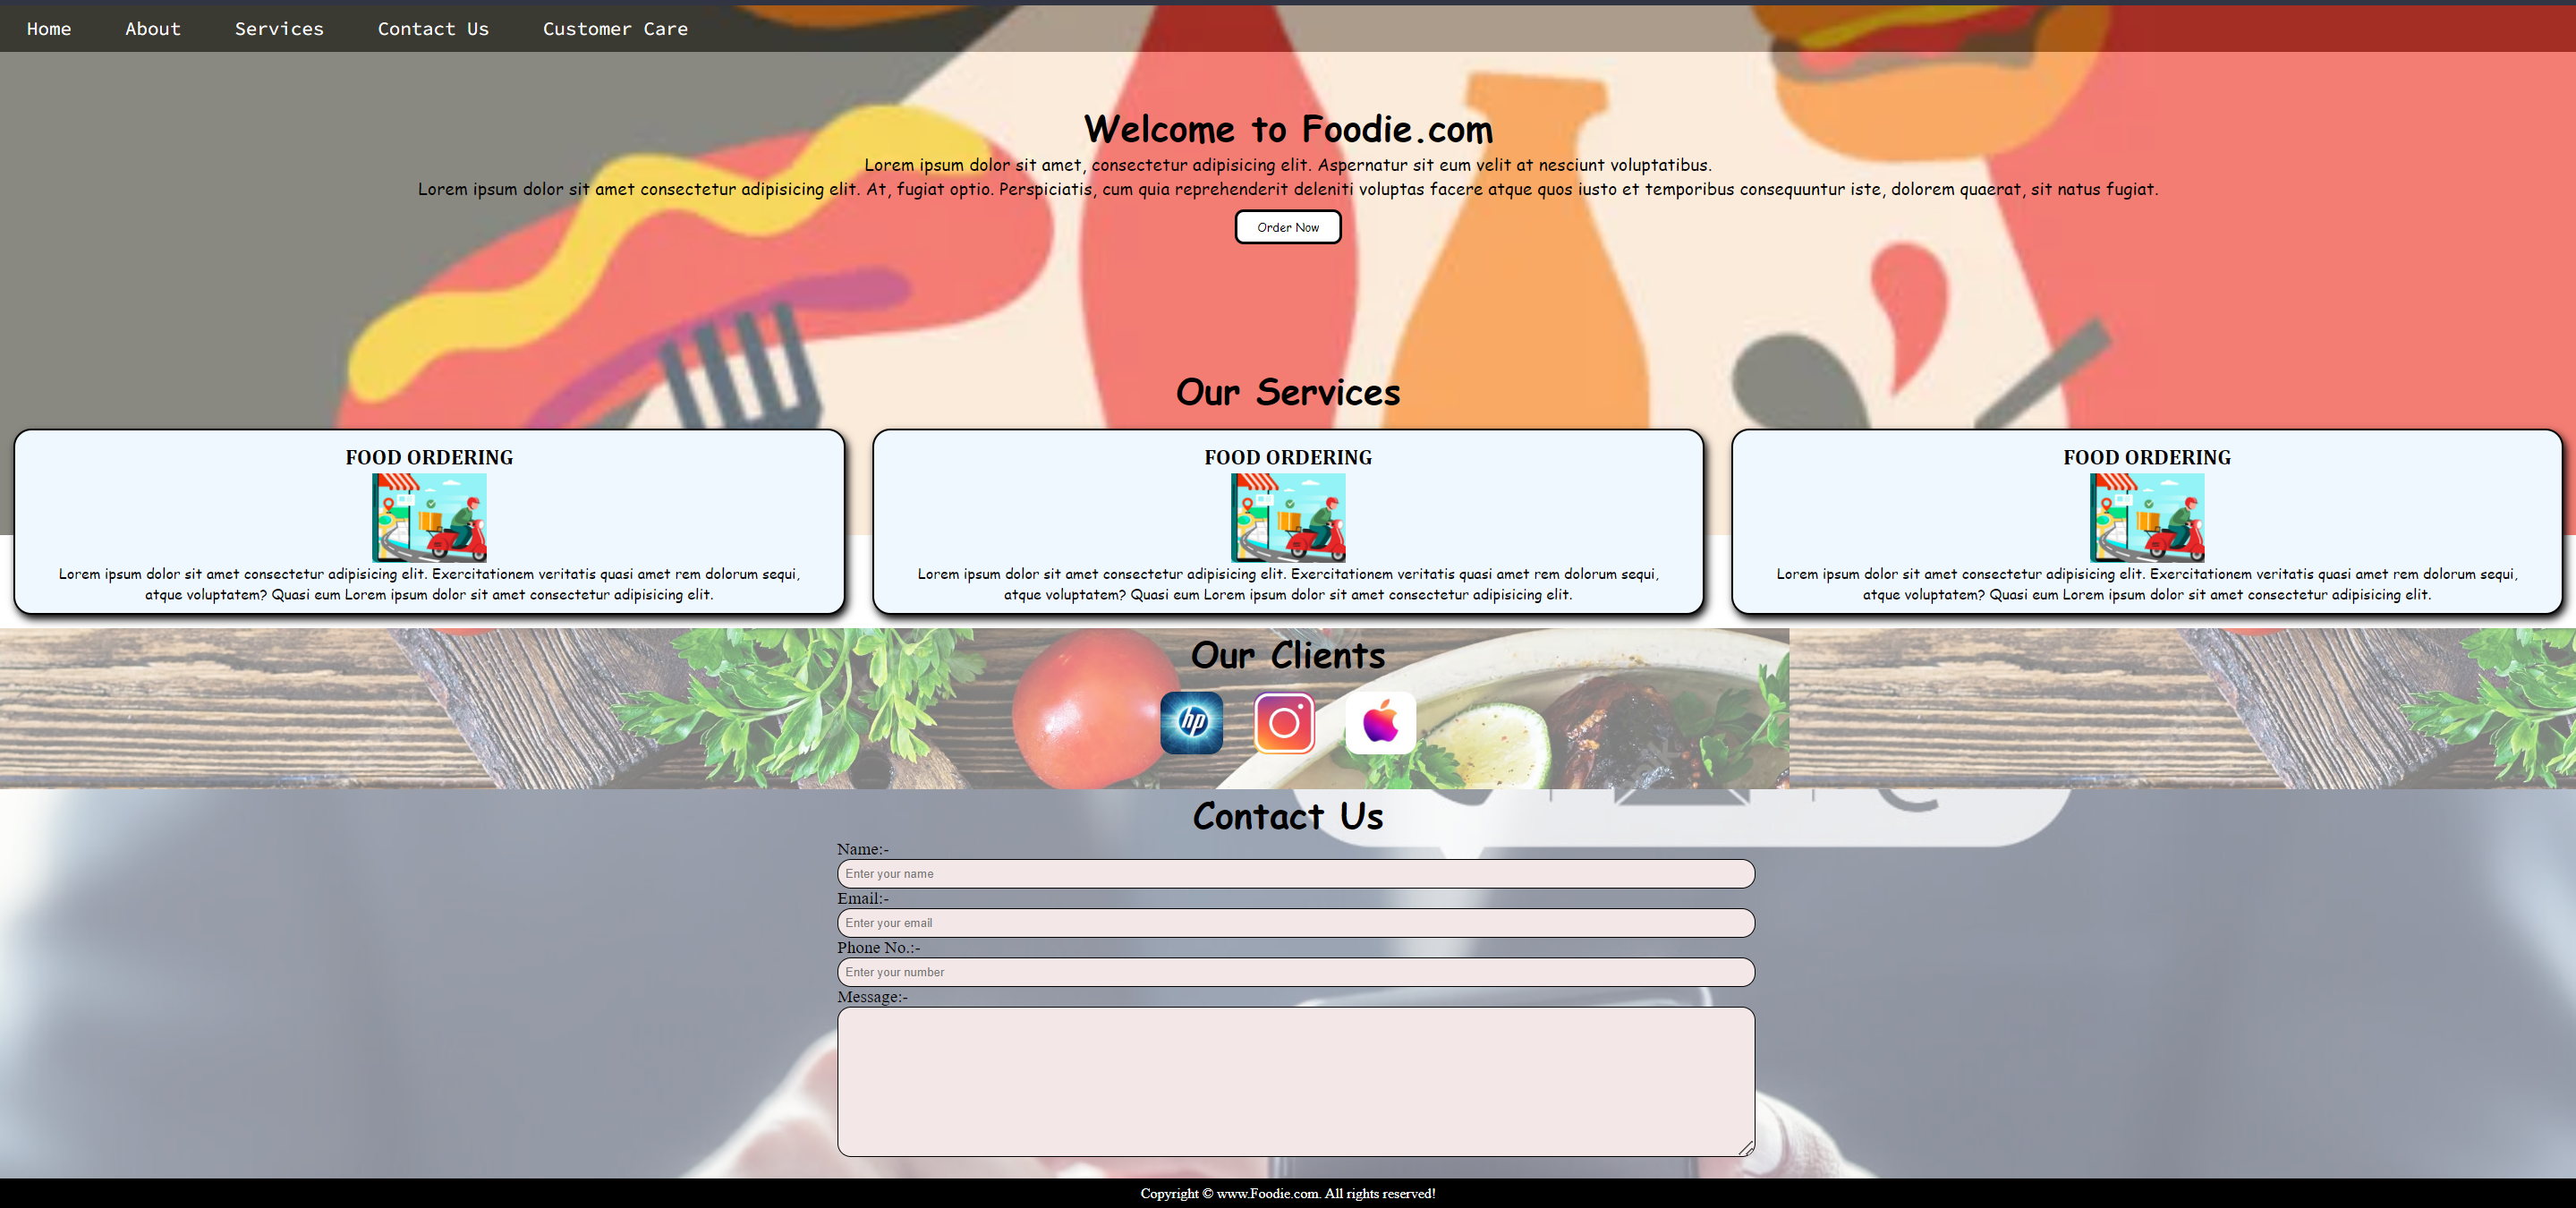 Home About Services Contact Us Customer Care
Welcome to Foodie.com
Lorem ipsum dolor sit amet, consectetur adipisicing elit. Aspernatur sit eum velit at nesciunt voluptatibus.
Lorem ipsum dolor sit amet consectetur adipisicing elit. At, fugiat optio. Perspiciatis, cum quia reprehenderit deleniti voluptas facere atque quos iusto et temporibus consequuntur iste, dolorem quaerat, sit natus fugiat.
Order Now
Our Services
FOOD ORDERING
Lorem ipsum dolor sit amet consectetur adipisicing elit. Exercitationem veritatis quasi amet rem dolorum sequi,
atque voluptatem? Quasi eum Lorem ipsum dolor sit amet consectetur adipisicing elit.
FOOD ORDERING
Lorem ipsum dolor sit amet consectetur adipisicing elit. Exercitationem veritatis quasi amet rem dolorum sequi,
atque voluptatem? Quasi eum Lorem ipsum dolor sit amet consectetur adipisicing elit.
FOOD ORDERING
Lorem ipsum dolor sit amet consectetur adipisicing elit. Exercitationem veritatis quasi amet rem dolorum sequi,
atque voluptatem? Quasi eum Lorem ipsum dolor sit amet consectetur adipisicing elit.
Our Clients
hp
Contact Us
Name:-
Enter your name
Email:-
Enter your email
Phone No.:-
Enter your number
Message:-
Copyright © www.Foodie.com. All rights reserved!